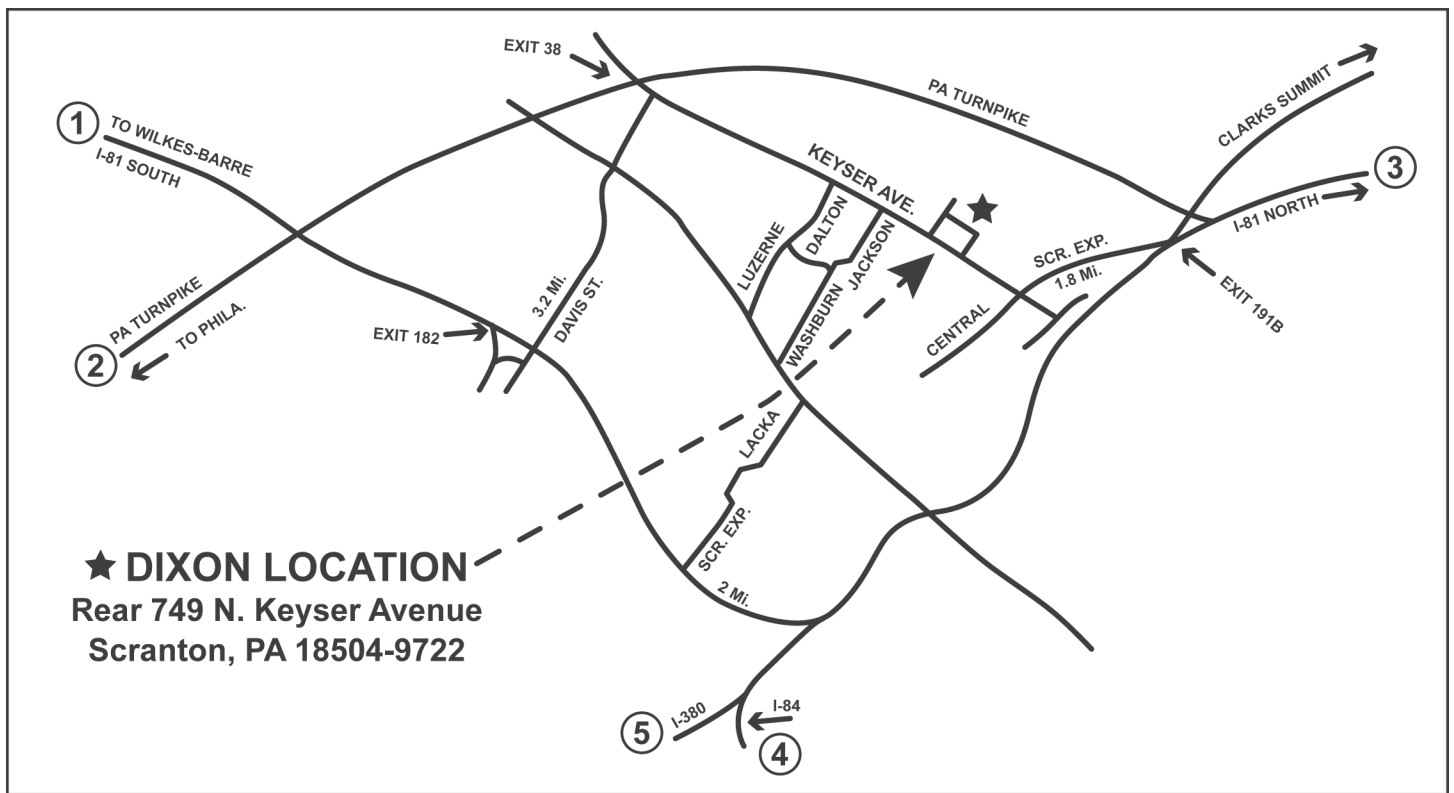 EXIT 38
PA TURNPIKE
CLARKS SUMMIT
1
TO WILKES-BARRE
I-81 SOUTH
3
I-81 NORTH
KEYSER AVE.
LUZERNE
DALTON
JACKSON
WASHBURN
SCR. EXP.
1.8 Mi.
CENTRAL
EXIT 191B
3.2 Mi.
DAVIS ST.
EXIT 182
PA TURNPIKE
TO PHILA.
2
LACKA
SCR. EXP.
2 Mi.
DIXON LOCATION
Rear 749 N. Keyser Avenue
Scranton, PA 18504-9722
5
I-380
I-84
4